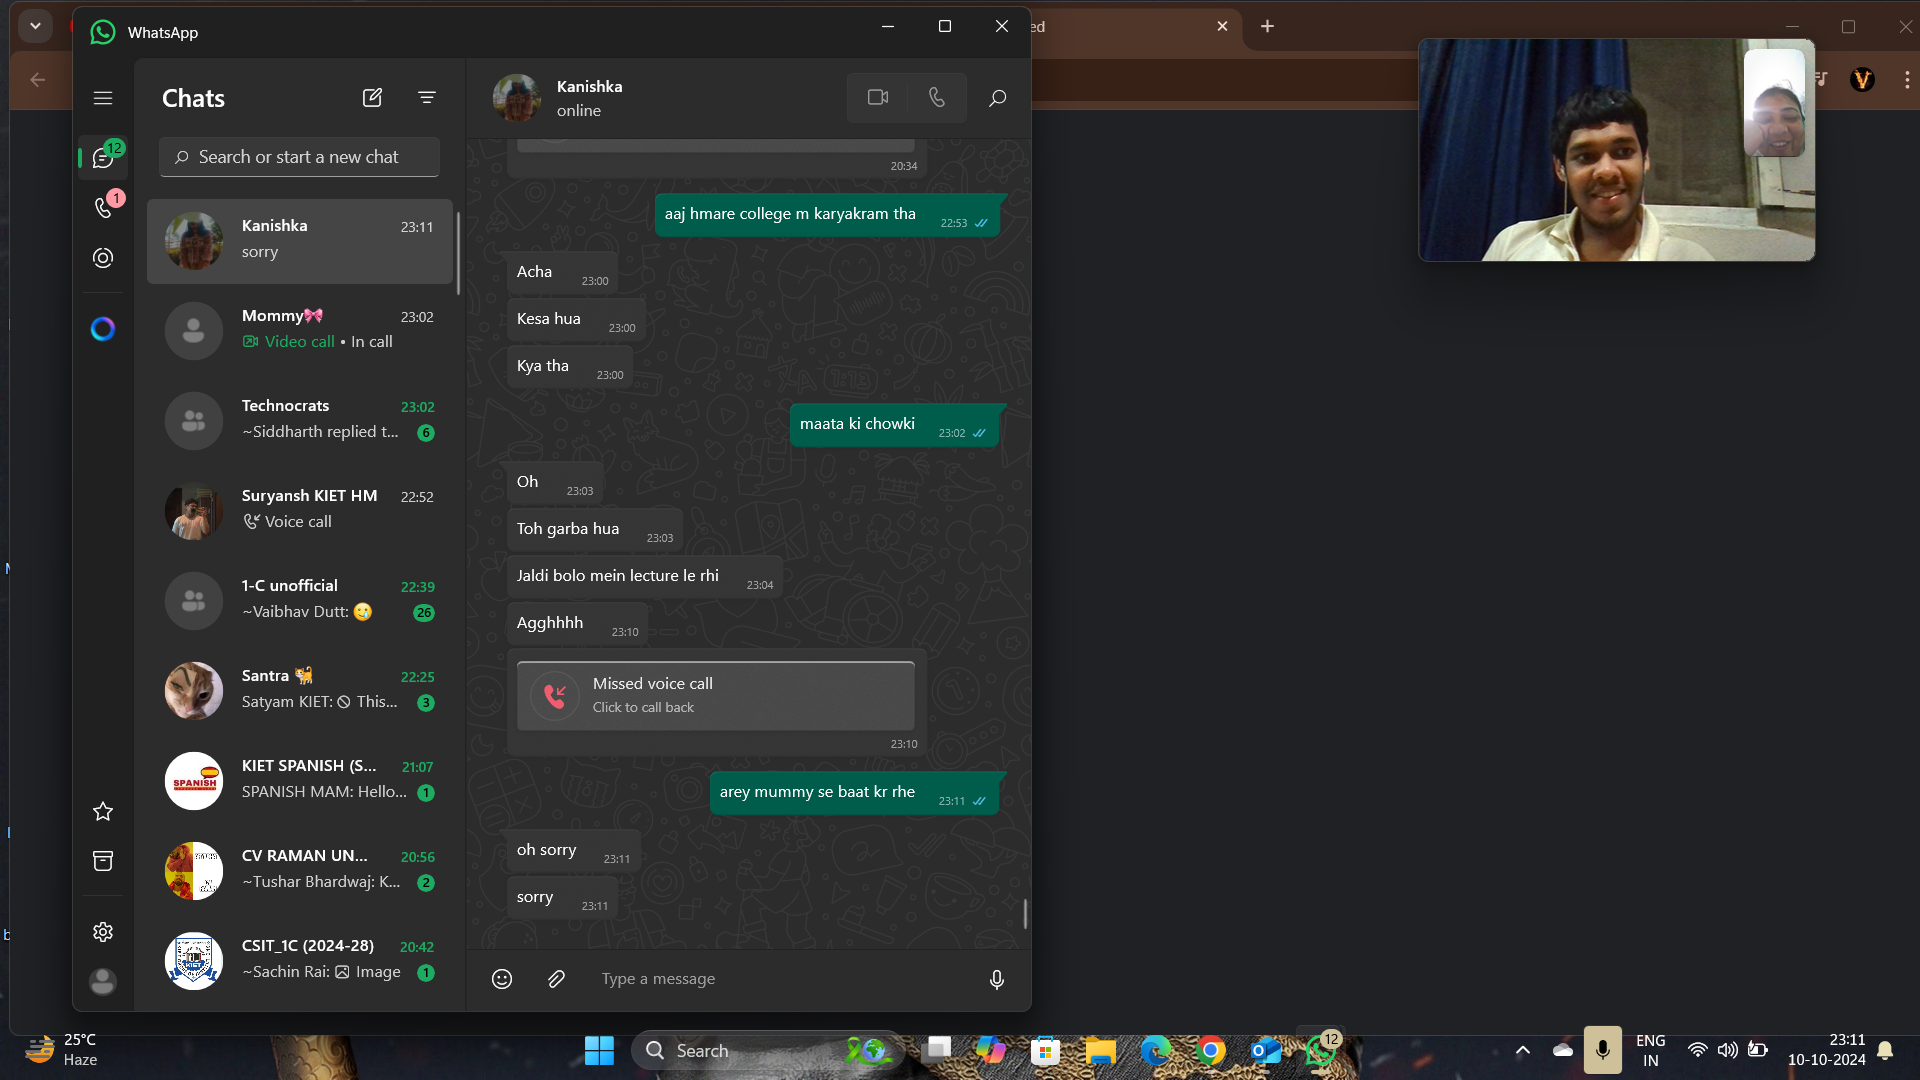 WhatsApp
ed
Chats
Kanishka
online
12
Search or start a new chat
1
20:34
aaj hmare college m karyakram tha 22:53
Kanishka 23:11
sorry
Acha 23:00
Kesa hua 23:00
Kya tha 23:00
Mommy🎀 23:02
Video call • In call
maata ki chowki 23:02
Technocrats 23:02
~Siddharth replied t... 6
Oh 23:03
Toh garba hua 23:03
Suryansh KIET HM 22:52
Voice call
Jaldi bolo mein lecture le rhi 23:04
Agghhhh 23:10
1-C unofficial 22:39
~Vaibhav Dutt: 🥲 26
Missed voice call
Click to call back
23:10
Santra 🐈 22:25
Satyam KIET: 🚫 This... 3
arey mummy se baat kr rhe 23:11
KIET SPANISH (S... 21:07
SPANISH MAM: Hello... 1
SPANISH
oh sorry 23:11
sorry 23:11
CV RAMAN UN... 20:56
~Tushar Bhardwaj: K... 2
CSIT_1C (2024-28) 20:42
~Sachin Rai: Image 1
KIET
Type a message
25°C
Haze
Search
12
ENG
IN
23:11
10-10-2024